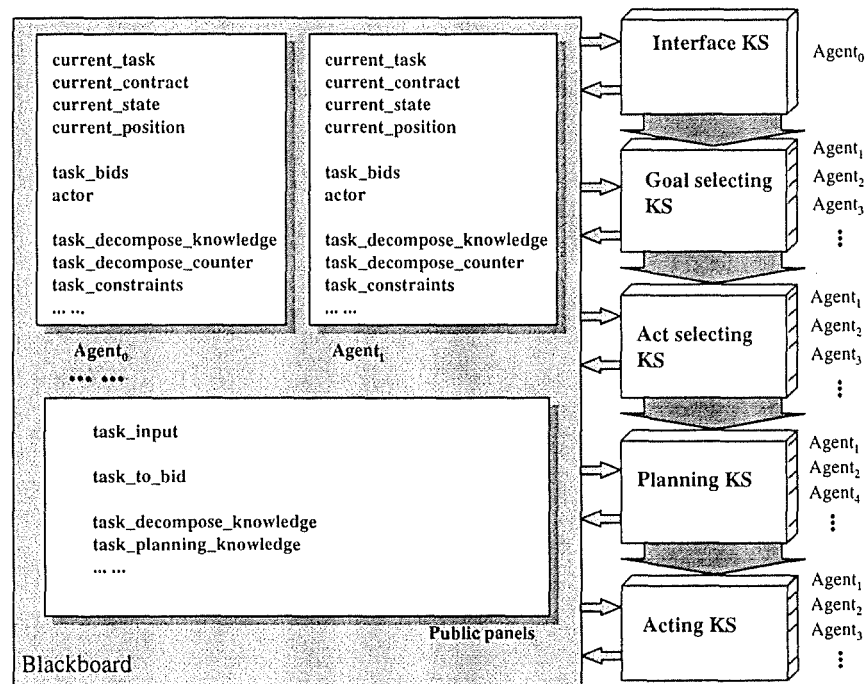 current_task
current_contract
current_state
current_position
task_bids
actor
task_decompose_knowledge
task_decompose_counter
task_constraints
... ...
Agent0
current_task
current_contract
current_state
current_position
task_bids
actor
task_decompose_knowledge
task_decompose_counter
task_constraints
... ...
Agent1
... ...
task_input
task_to_bid
task_decompose_knowledge
task_planning_knowledge
... ...
Public panels
Blackboard
Interface KS
Agent0
Goal selecting
KS
Agent1
Agent2
Agent3
Act selecting
KS
Agent1
Agent2
Agent3
Planning KS
Agent1
Agent2
Agent4
Acting KS
Agent1
Agent2
Agent3